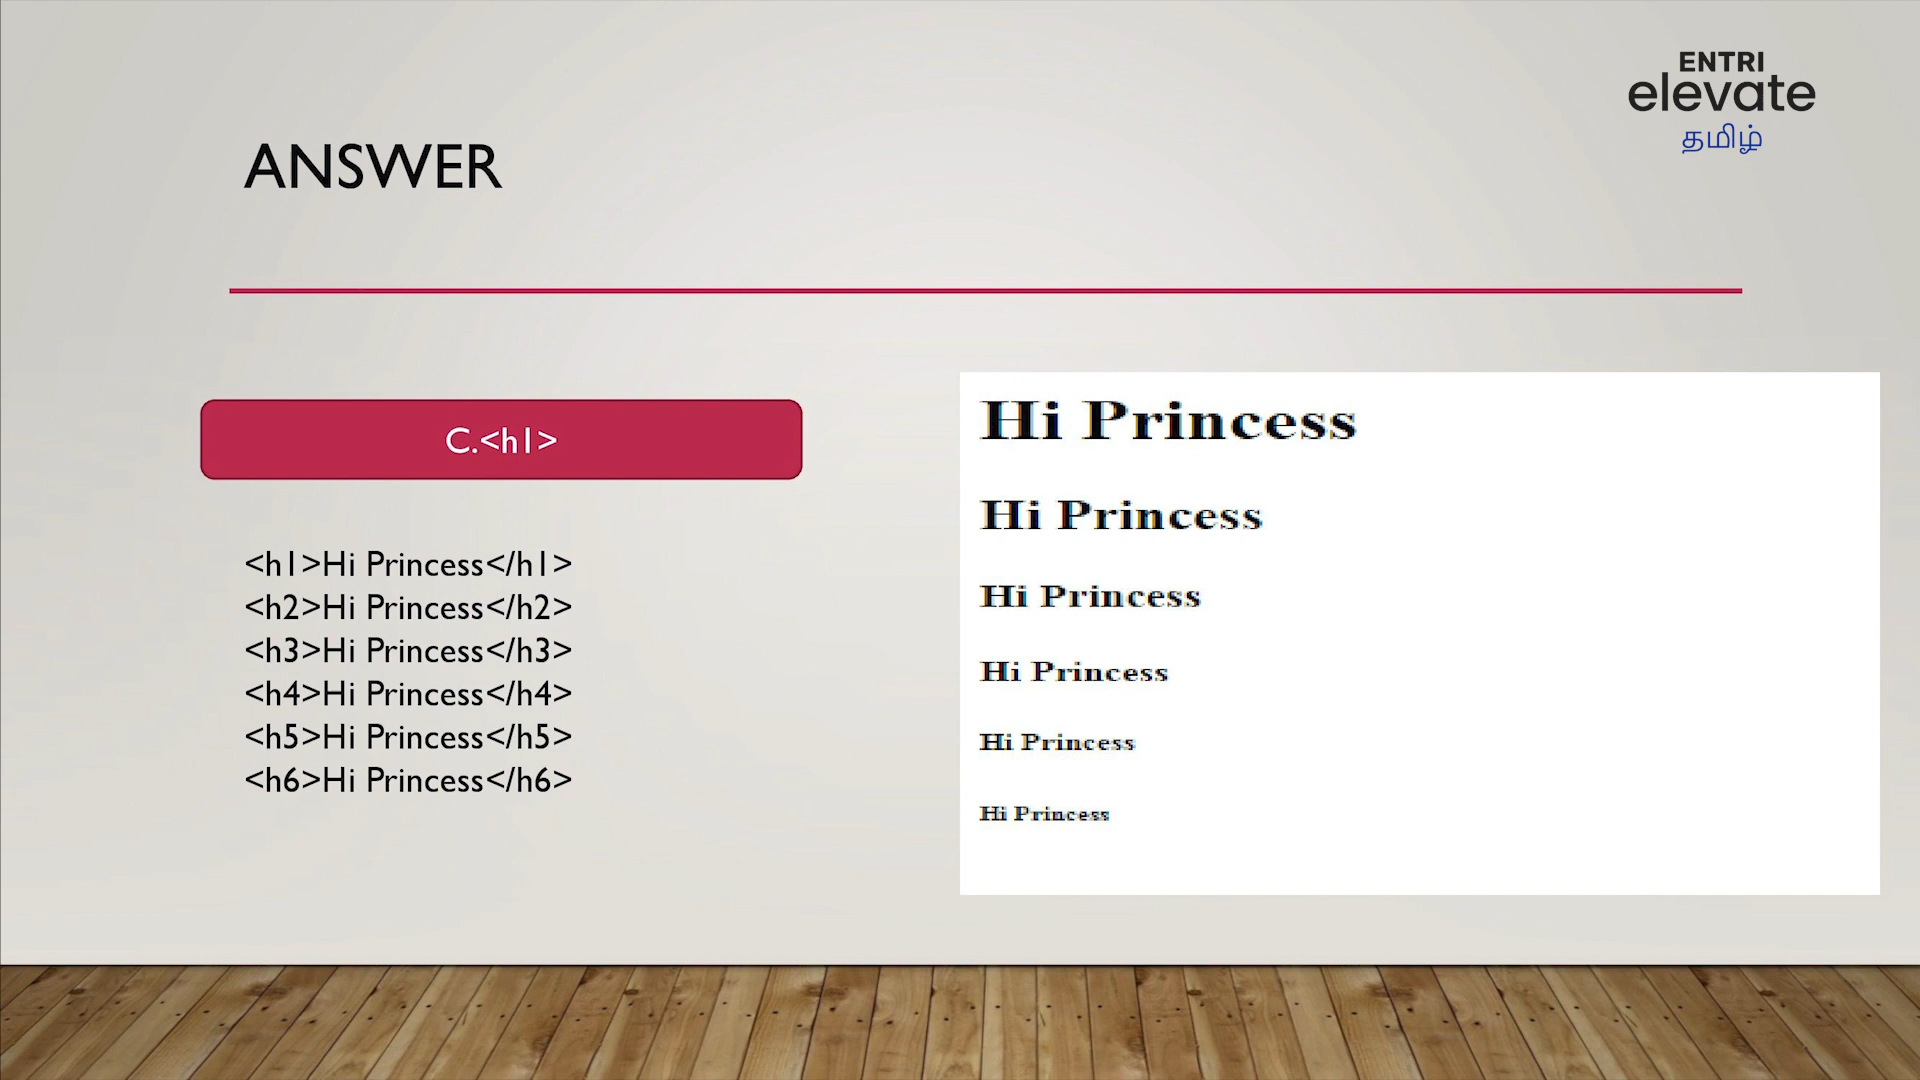 ENTRI
elevate
தமிழ்
ANSWER
C.<h1>
<h1>Hi Princess</h1>
<h2>Hi Princess</h2>
<h3>Hi Princess</h3>
<h4>Hi Princess</h4>
<h5>Hi Princess</h5>
<h6>Hi Princess</h6>
Hi Princess
Hi Princess
Hi Princess
Hi Princess
Hi Princess
Hi Princess